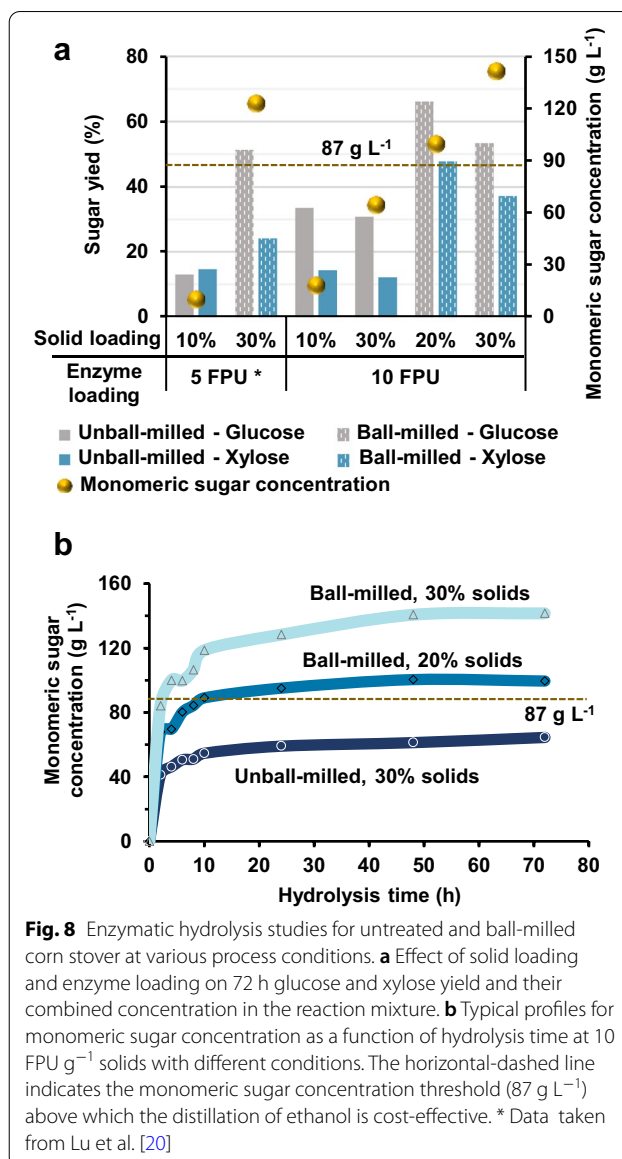 a
80
60
40
20
0
Sugar yied (%)
150
120
90
60
30
0
Monomeric sugar concentration (g L⁻¹)
87 g L⁻¹
Solid loading 10% 30% 10% 30% 20% 30%
Enzyme loading 5 FPU * 10 FPU
Unball-milled - Glucose Ball-milled - Glucose
Unball-milled - Xylose Ball-milled - Xylose
Monomeric sugar concentration
b
160
120
80
40
0
Monomeric sugar
concentration (g L⁻¹)
Ball-milled, 30% solids
Ball-milled, 20% solids
87 g L⁻¹
Unball-milled, 30% solids
0 10 20 30 40 50 60 70 80
Hydrolysis time (h)
Fig. 8 Enzymatic hydrolysis studies for untreated and ball-milled
corn stover at various process conditions. a Effect of solid loading
and enzyme loading on 72 h glucose and xylose yield and their
combined concentration in the reaction mixture. b Typical profiles for
monomeric sugar concentration as a function of hydrolysis time at 10
FPU g⁻¹ solids with different conditions. The horizontal-dashed line
indicates the monomeric sugar concentration threshold (87 g L⁻¹)
above which the distillation of ethanol is cost-effective. * Data taken
from Lu et al. [20]